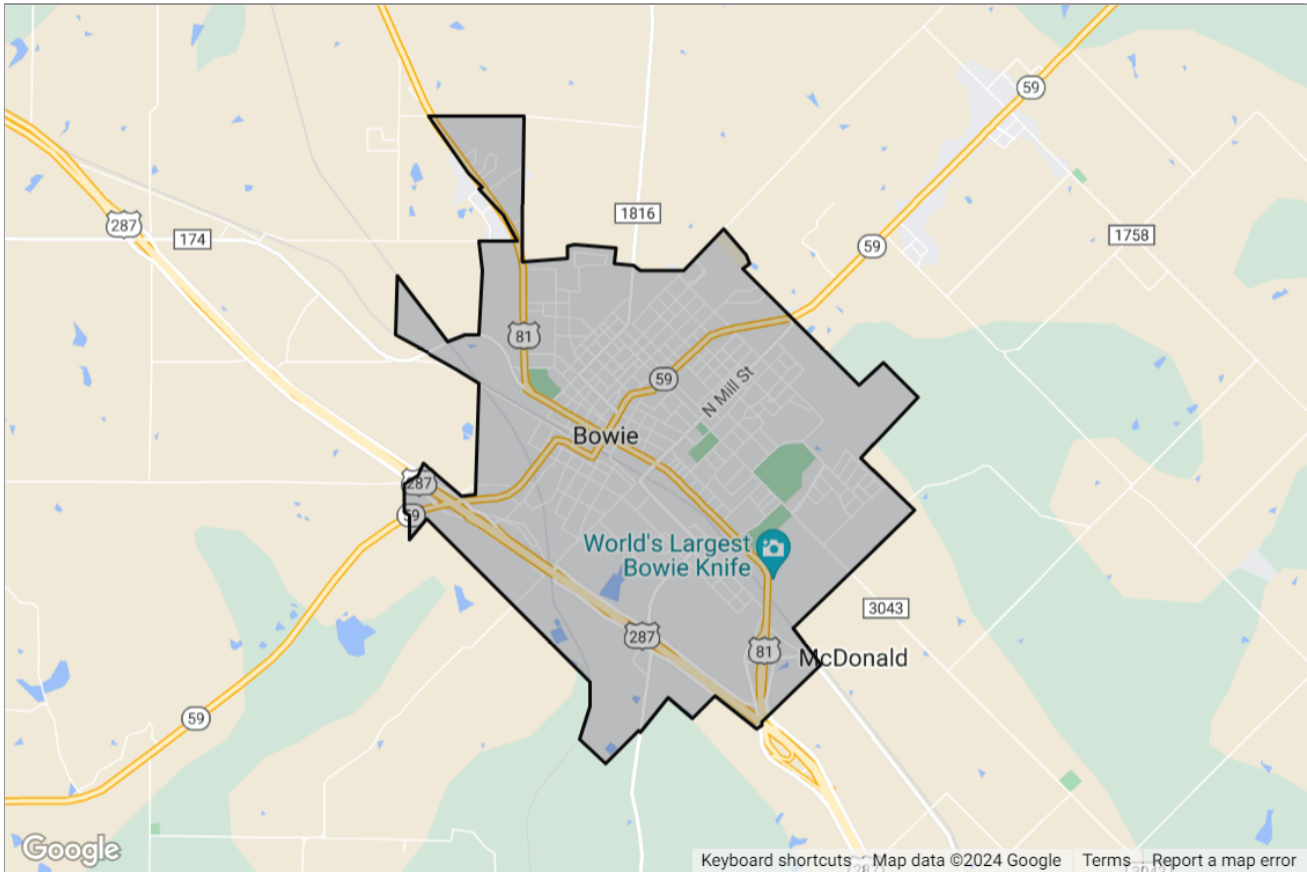 59
1816
287
174
59
1758
81
59
N Mill St
Bowie
287
59
World's Largest
Bowie Knife
3043
287
81
McDonald
59
Google
Keyboard shortcuts
Map data ©2024 Google
Terms
Report a map error